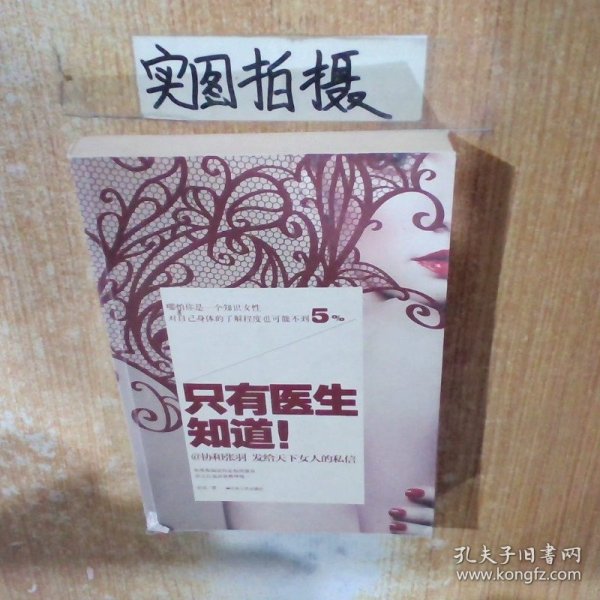 实图拍摄
哪怕你是一个知识女性
对自己身体的了解程度也可能不到5%
只有医生
知道!
@协和张羽 发给天下女人的私信
孔夫子旧书网
www.kongfz.com